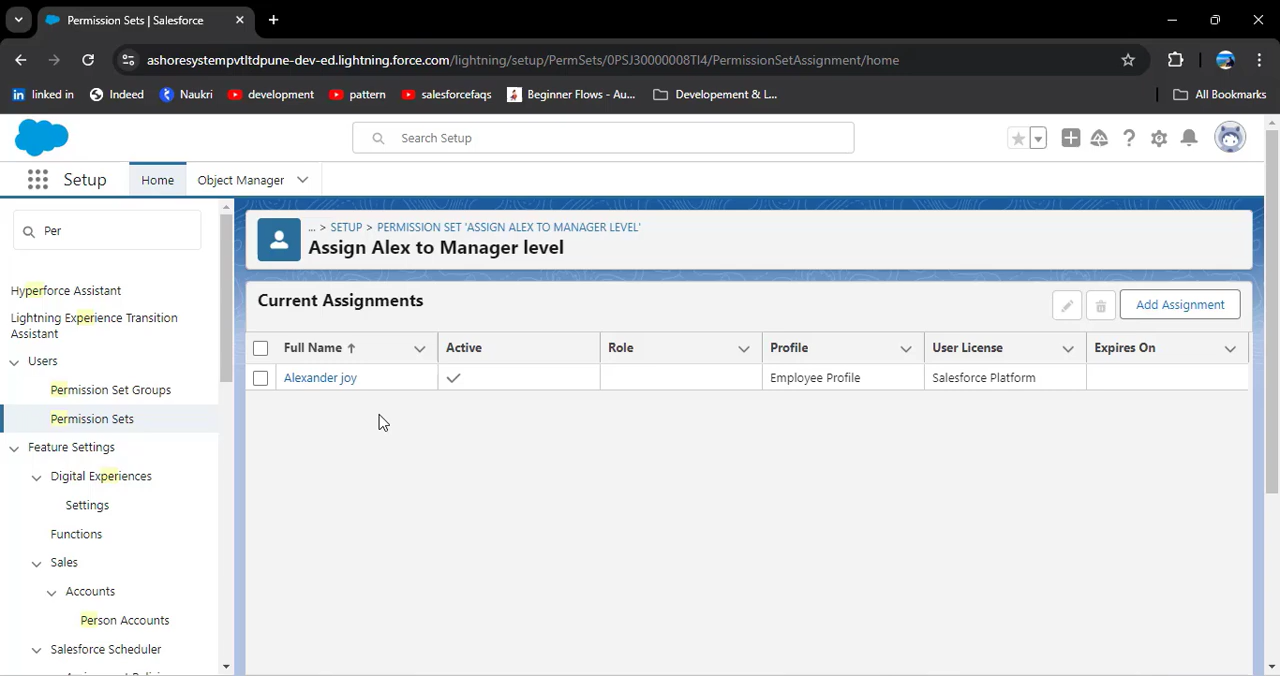 Permission Sets | Salesforce
ashoresystempvtltdpune-dev-ed.lightning.force.com/lightning/setup/PermSets/0PSJ30000008Tl4/PermissionSetAssignment/home
linked in Indeed Naukri development pattern salesforcefaqs Beginner Flows - Au... Developement & L... All Bookmarks
Search Setup
Setup Home Object Manager
Per
Hyperforce Assistant
Lightning Experience Transition
Assistant
Users
Permission Set Groups
Permission Sets
Feature Settings
Digital Experiences
Settings
Functions
Sales
Accounts
Person Accounts
Salesforce Scheduler
... > SETUP > PERMISSION SET 'ASSIGN ALEX TO MANAGER LEVEL'
Assign Alex to Manager level
Current Assignments
Add Assignment
Full Name ↑ Active Role Profile User License Expires On
Alexander joy Employee Profile Salesforce Platform